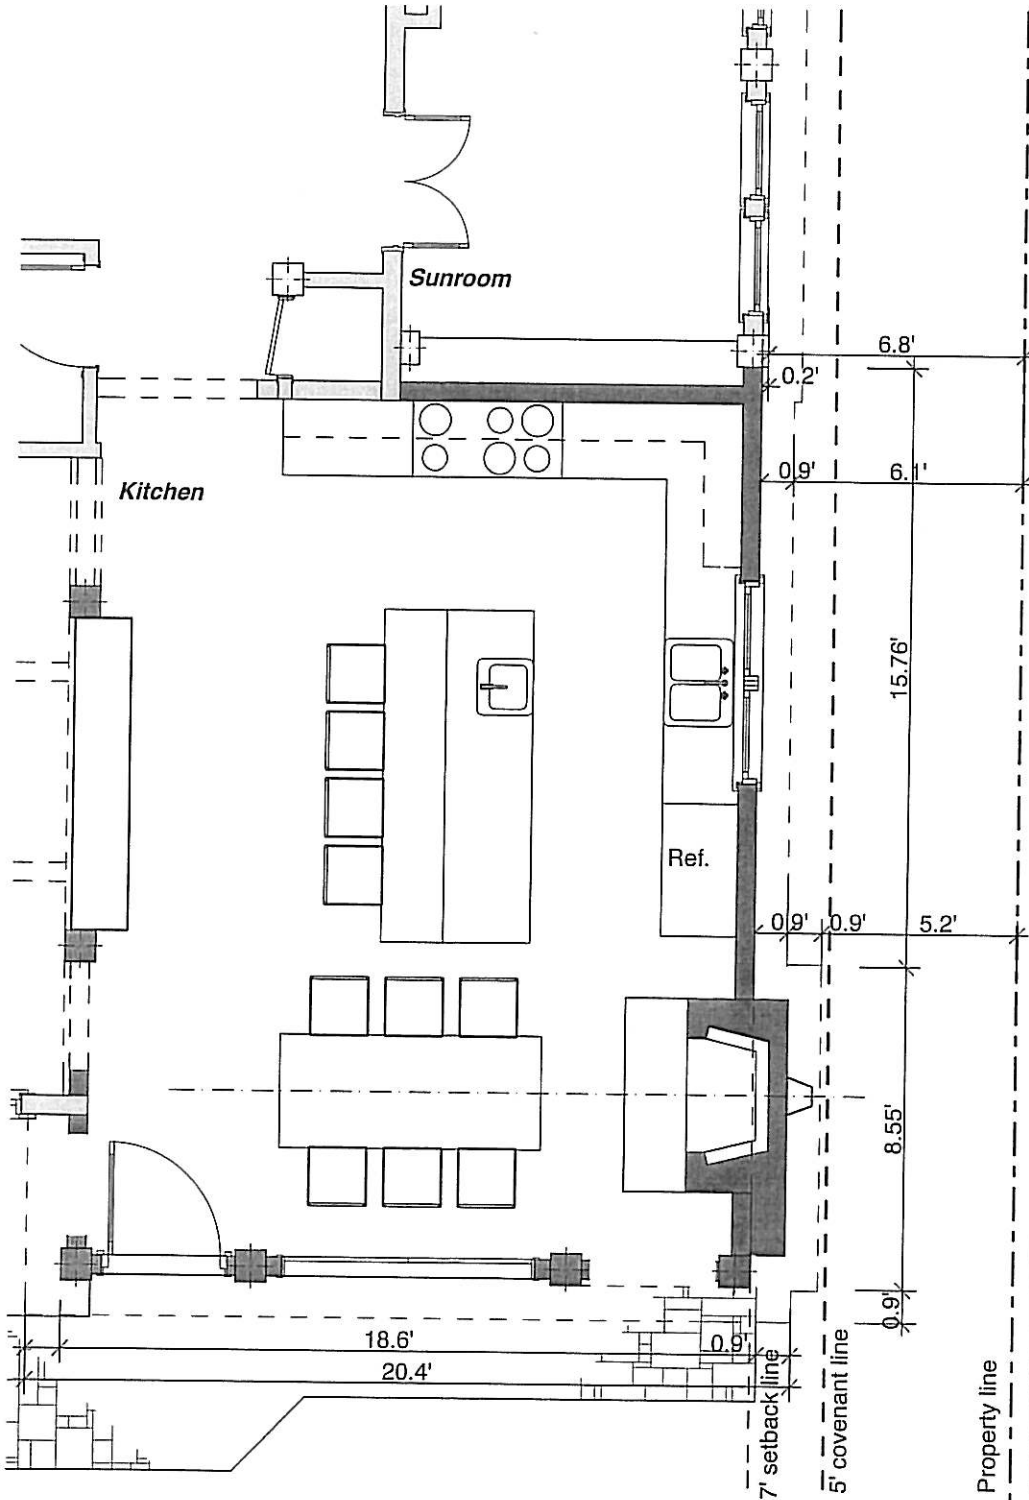 Sunroom
6.8'
0.2'
Kitchen
0.9'
6.1'
15.76'
Ref.
0.9'
0.9'
5.2'
8.55'
0.9'
18.6'
0.9'
20.4'
7' setback line
5' covenant line
Property line